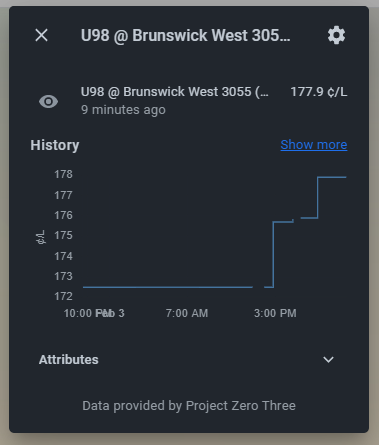 U98 @ Brunswick West 305…
U98 @ Brunswick West 3055 (… 177.9 ¢/L
9 minutes ago
History Show more
178
177
176
175
174
173
172
¢/L
10:00 PM Feb 3 7:00 AM 3:00 PM
Attributes
Data provided by Project Zero Three